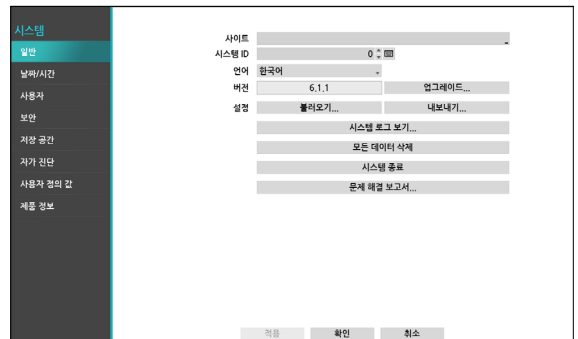 시스템
일반
날짜/시간
사용자
보안
저장 공간
자가 진단
사용자 정의 값
제품 정보
사이트
시스템 ID 0
언어 한국어
버전 6.1.1 업그레이드...
설정 불러오기... 내보내기...
시스템 로그 보기...
모든 데이터 삭제
시스템 종료
문제 해결 보고서...
적용 확인 취소